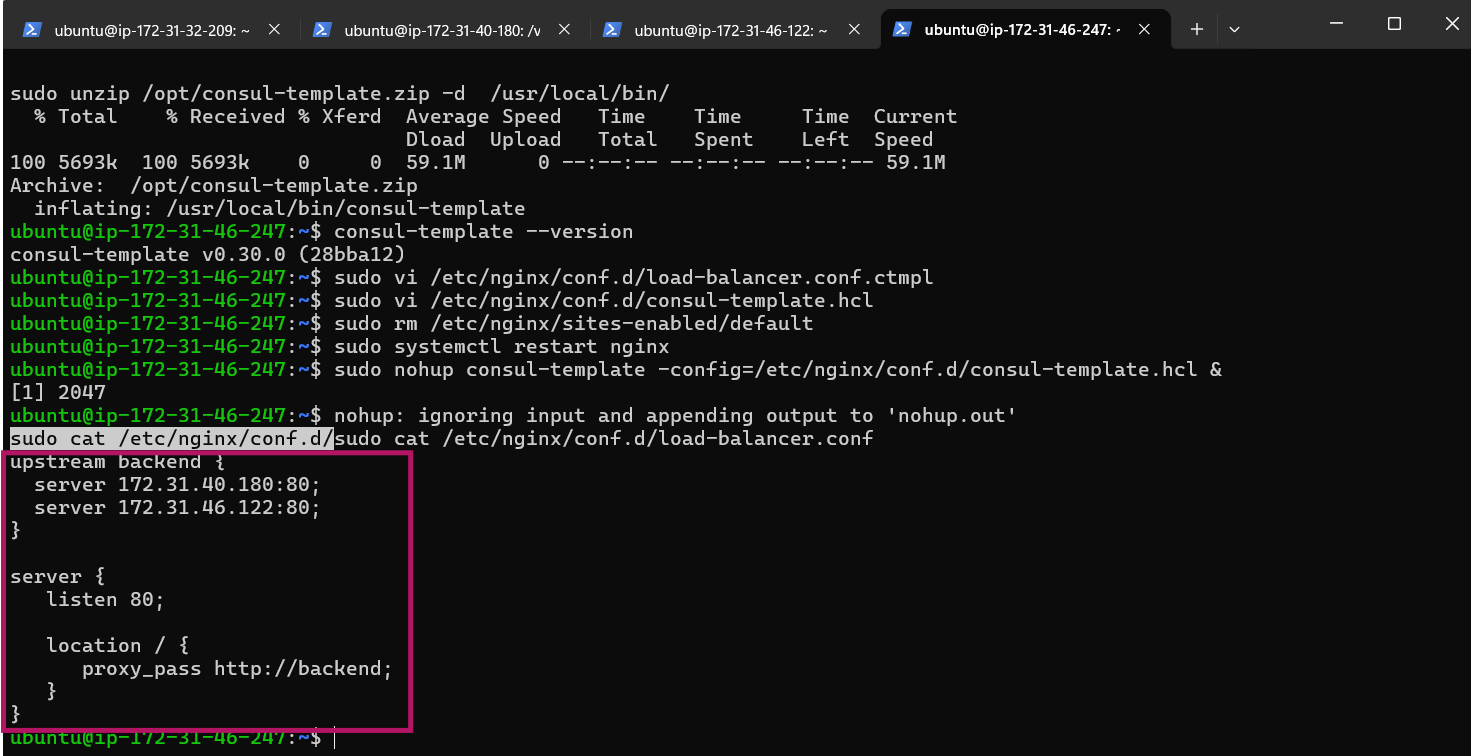 ubuntu@ip-172-31-32-209: ~
ubuntu@ip-172-31-40-180: /v
ubuntu@ip-172-31-46-122: ~
ubuntu@ip-172-31-46-247: ~
sudo unzip /opt/consul-template.zip -d  /usr/local/bin/
  % Total    % Received % Xferd  Average Speed   Time    Time     Time  Current
                                 Dload  Upload   Total   Spent    Left  Speed
100 5693k  100 5693k    0     0  59.1M      0 --:--:-- --:--:-- --:--:-- 59.1M
Archive:  /opt/consul-template.zip
  inflating: /usr/local/bin/consul-template
ubuntu@ip-172-31-46-247:~$ consul-template --version
consul-template v0.30.0 (28bba12)
ubuntu@ip-172-31-46-247:~$ sudo vi /etc/nginx/conf.d/load-balancer.conf.ctmpl
ubuntu@ip-172-31-46-247:~$ sudo vi /etc/nginx/conf.d/consul-template.hcl
ubuntu@ip-172-31-46-247:~$ sudo rm /etc/nginx/sites-enabled/default
ubuntu@ip-172-31-46-247:~$ sudo systemctl restart nginx
ubuntu@ip-172-31-46-247:~$ sudo nohup consul-template -config=/etc/nginx/conf.d/consul-template.hcl &
[1] 2047
ubuntu@ip-172-31-46-247:~$ nohup: ignoring input and appending output to 'nohup.out'
sudo cat /etc/nginx/conf.d/sudo cat /etc/nginx/conf.d/load-balancer.conf
upstream backend {
  server 172.31.40.180:80;
  server 172.31.46.122:80;
}
server {
   listen 80;
   location / {
      proxy_pass http://backend;
   }
}
ubuntu@ip-172-31-46-247:~$